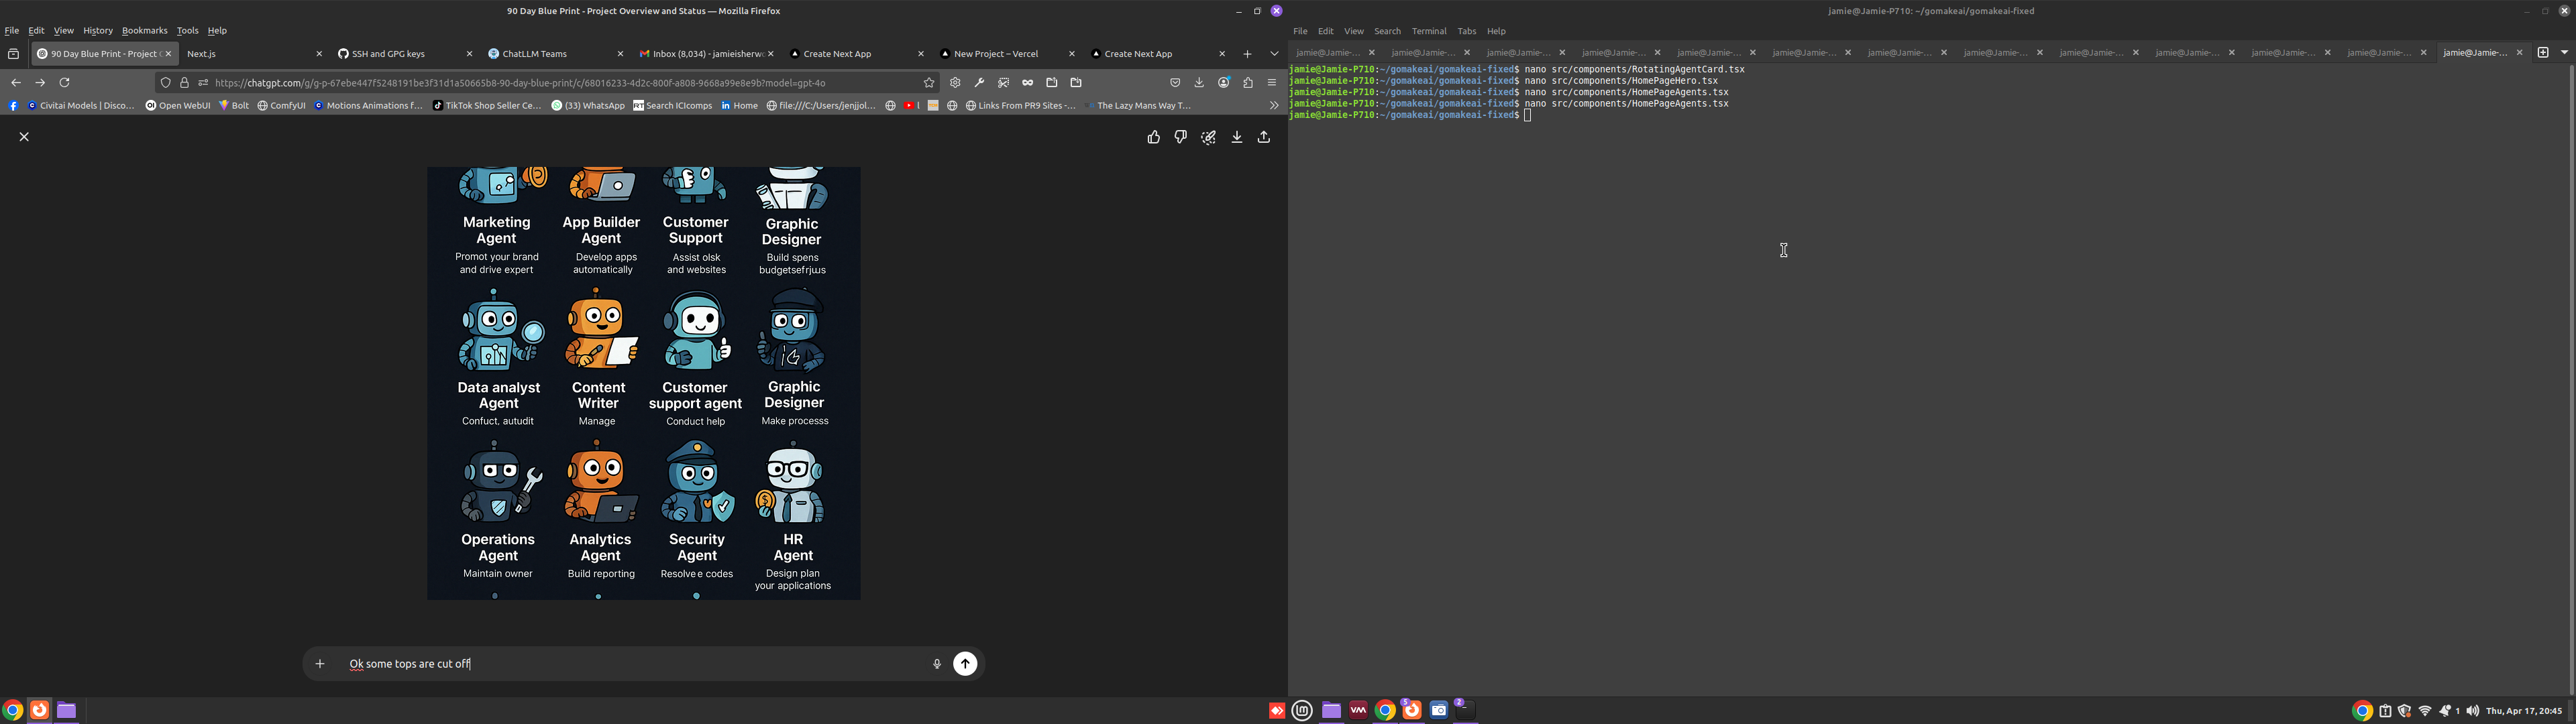 90 Day Blue Print - Project Overview and Status — Mozilla Firefox
File Edit View History Bookmarks Tools Help
90 Day Blue Print - Project
Next.js
SSH and GPG keys
ChatLLM Teams
Inbox (8,034) - jamieisherwo
Create Next App
New Project – Vercel
Create Next App
https://chatgpt.com/g/g-p-67ebe447f5248191be3f31d1a50665b8-90-day-blue-print/c/68016233-4d2c-800f-a808-9668a99e8e9b?model=gpt-4o
Civitai Models | Disco… Open WebUI Bolt ComfyUI Motions Animations f… TikTok Shop Seller Ce… (33) WhatsApp RT Search ICIcomps Home file:///C:/Users/jenjjol… Links From PR9 Sites -… The Lazy Mans Way T…
Marketing Agent
Promot your brand and drive expert
App Builder Agent
Develop apps automatically
Customer Support
Assist olsk and websites
Graphic Designer
Build spens budgetsefrjus
Data analyst Agent
Confuct, autudit
Content Writer
Manage
Customer support agent
Conduct help
Graphic Designer
Make processs
Operations Agent
Maintain owner
Analytics Agent
Build reporting
Security Agent
Resolve e codes
HR Agent
Design plan your applications
Ok some tops are cut off
jamie@Jamie-P710: ~/gomakeai/gomakeai-fixed
File Edit View Search Terminal Tabs Help
jamie@Jamie-… jamie@Jamie-… jamie@Jamie-… jamie@Jamie-… jamie@Jamie-… jamie@Jamie-… jamie@Jamie-… jamie@Jamie-… jamie@Jamie-… jamie@Jamie-… jamie@Jamie-… jamie@Jamie-… jamie@Jamie-…
jamie@Jamie-P710:~/gomakeai/gomakeai-fixed$ nano src/components/RotatingAgentCard.tsx
jamie@Jamie-P710:~/gomakeai/gomakeai-fixed$ nano src/components/HomePageHero.tsx
jamie@Jamie-P710:~/gomakeai/gomakeai-fixed$ nano src/components/HomePageAgents.tsx
jamie@Jamie-P710:~/gomakeai/gomakeai-fixed$ nano src/components/HomePageAgents.tsx
jamie@Jamie-P710:~/gomakeai/gomakeai-fixed$
5 2 1 Thu, Apr 17, 20:45